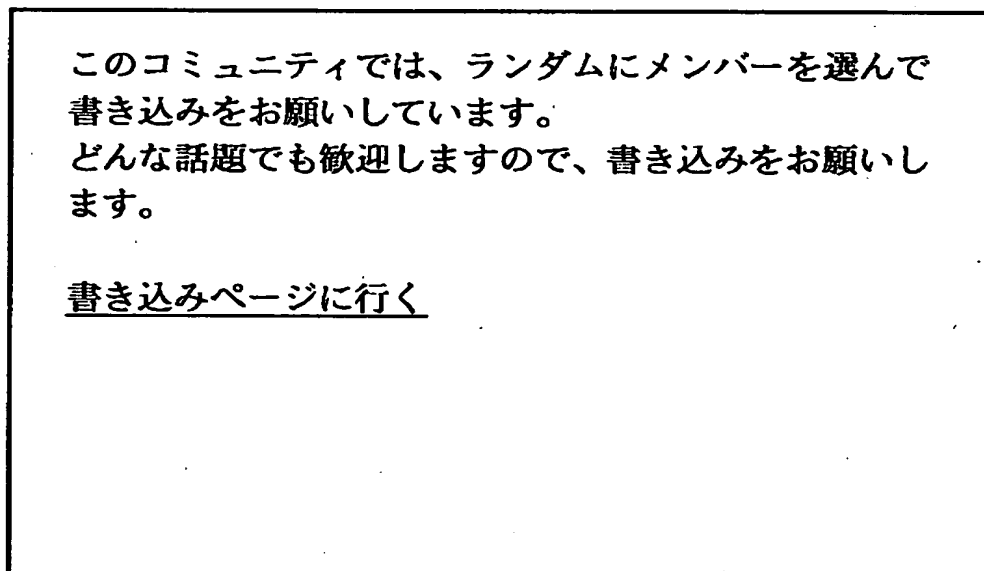 このコミュニティでは、ランダムにメンバーを選んで
書き込みをお願いしています。
どんな話題でも歓迎しますので、書き込みをお願いし
ます。
書き込みページに行く